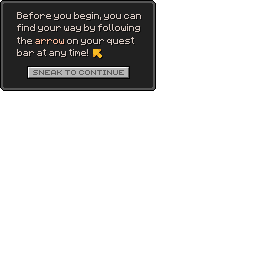 Before you begin, you can
find your way by following
the arrow on your quest
bar at any time!
SNEAK TO CONTINUE